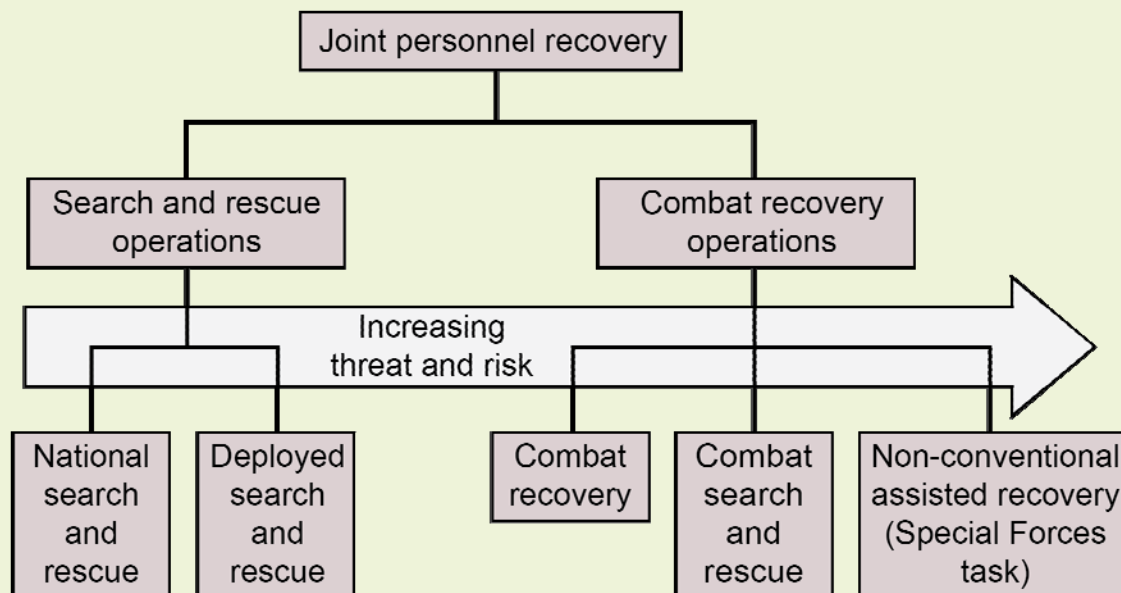 Joint personnel recovery
Search and rescue
operations
Combat recovery
operations
Increasing
threat and risk
National
search
and
rescue
Deployed
search
and
rescue
Combat
recovery
Combat
search
and
rescue
Non-conventional
assisted recovery
(Special Forces
task)